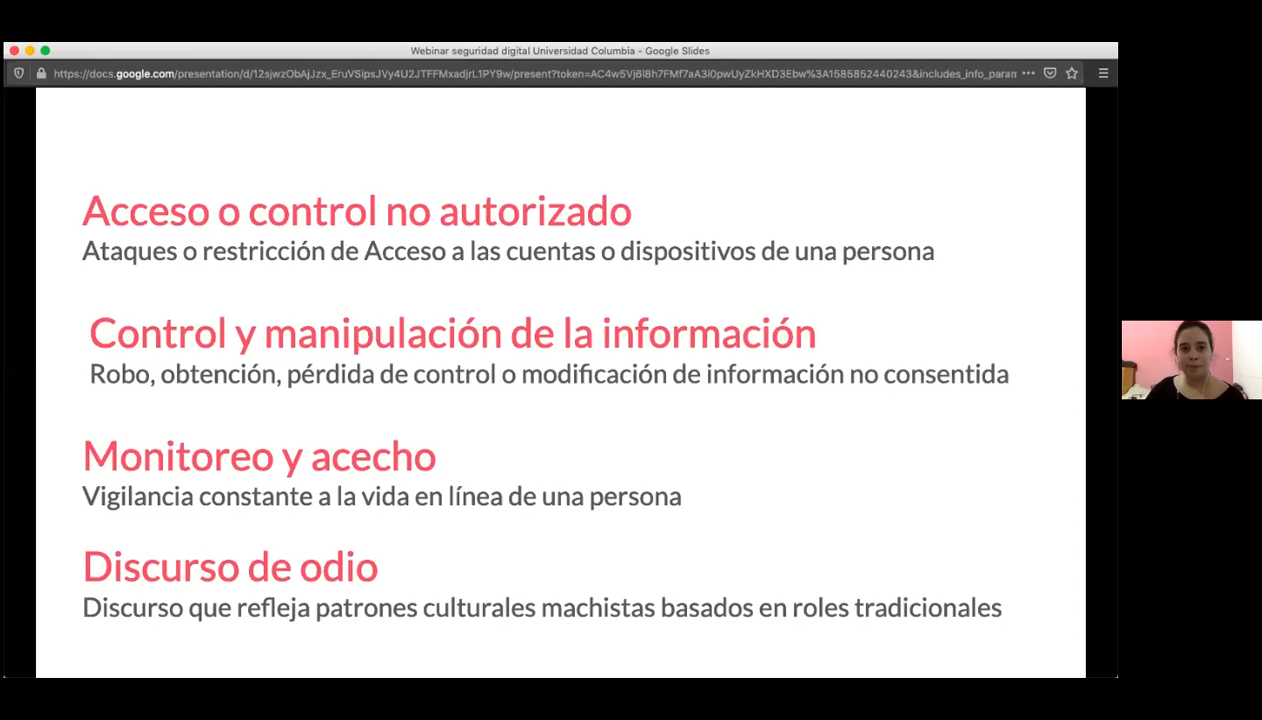 Webinar seguridad digital Universidad Columbia - Google Slides
Acceso o control no autorizado
Ataques o restricción de Acceso a las cuentas o dispositivos de una persona
Control y manipulación de la información
Robo, obtención, pérdida de control o modificación de información no consentida
Monitoreo y acecho
Vigilancia constante a la vida en línea de una persona
Discurso de odio
Discurso que refleja patrones culturales machistas basados en roles tradicionales